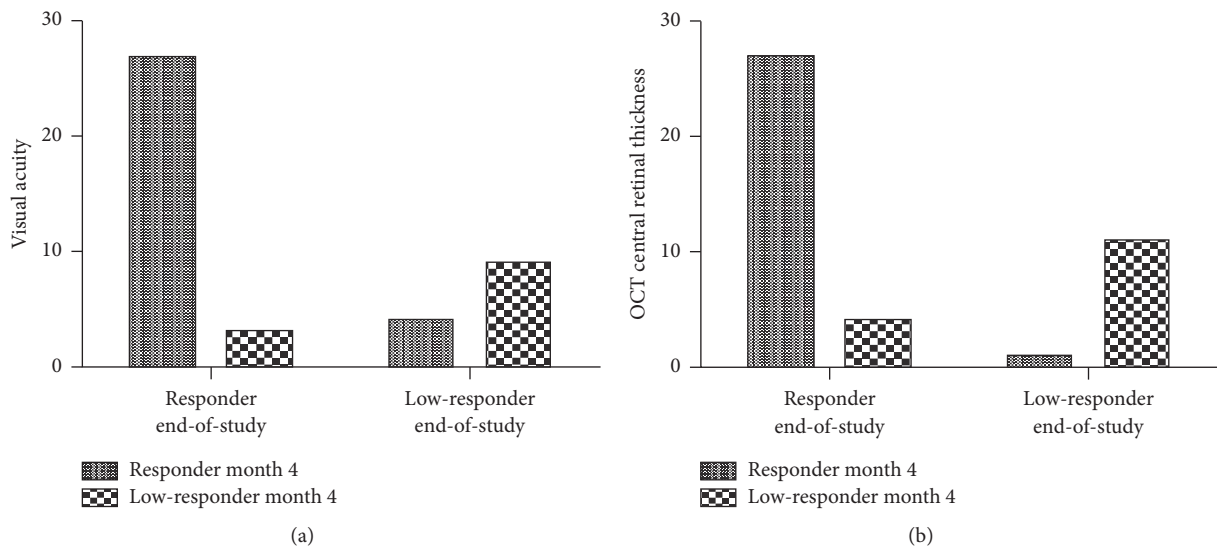 30
20
10
0
Visual acuity
Responder
end-of-study
Low-responder
end-of-study
Responder month 4
Low-responder month 4
(a)
30
20
10
0
OCT central retinal thickness
Responder
end-of-study
Low-responder
end-of-study
Responder month 4
Low-responder month 4
(b)